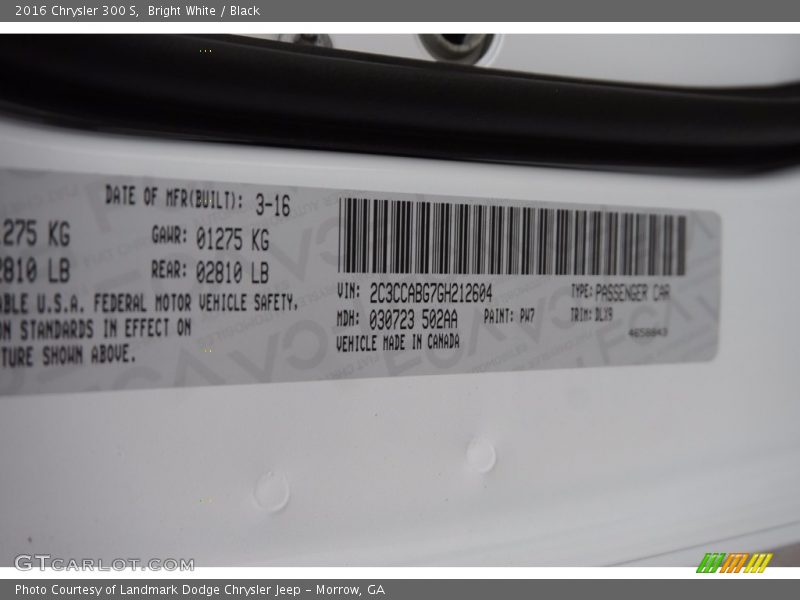 2016 Chrysler 300 S, Bright White / Black
DATE OF MFR(BUILT): 3-16
275 KG GAWR: 01275 KG
2810 LB REAR: 02810 LB
ABLE U.S.A. FEDERAL MOTOR VEHICLE SAFETY,
ON STANDARDS IN EFFECT ON
TURE SHOWN ABOVE.
VIN: 2C3CCABG7GH212604 TYPE: PASSENGER CAR
MDH: 030723 502AA PAINT: PW7 TRIM: DLX9
VEHICLE MADE IN CANADA 4658843
GTCARLOT.COM
Photo Courtesy of Landmark Dodge Chrysler Jeep – Morrow, GA